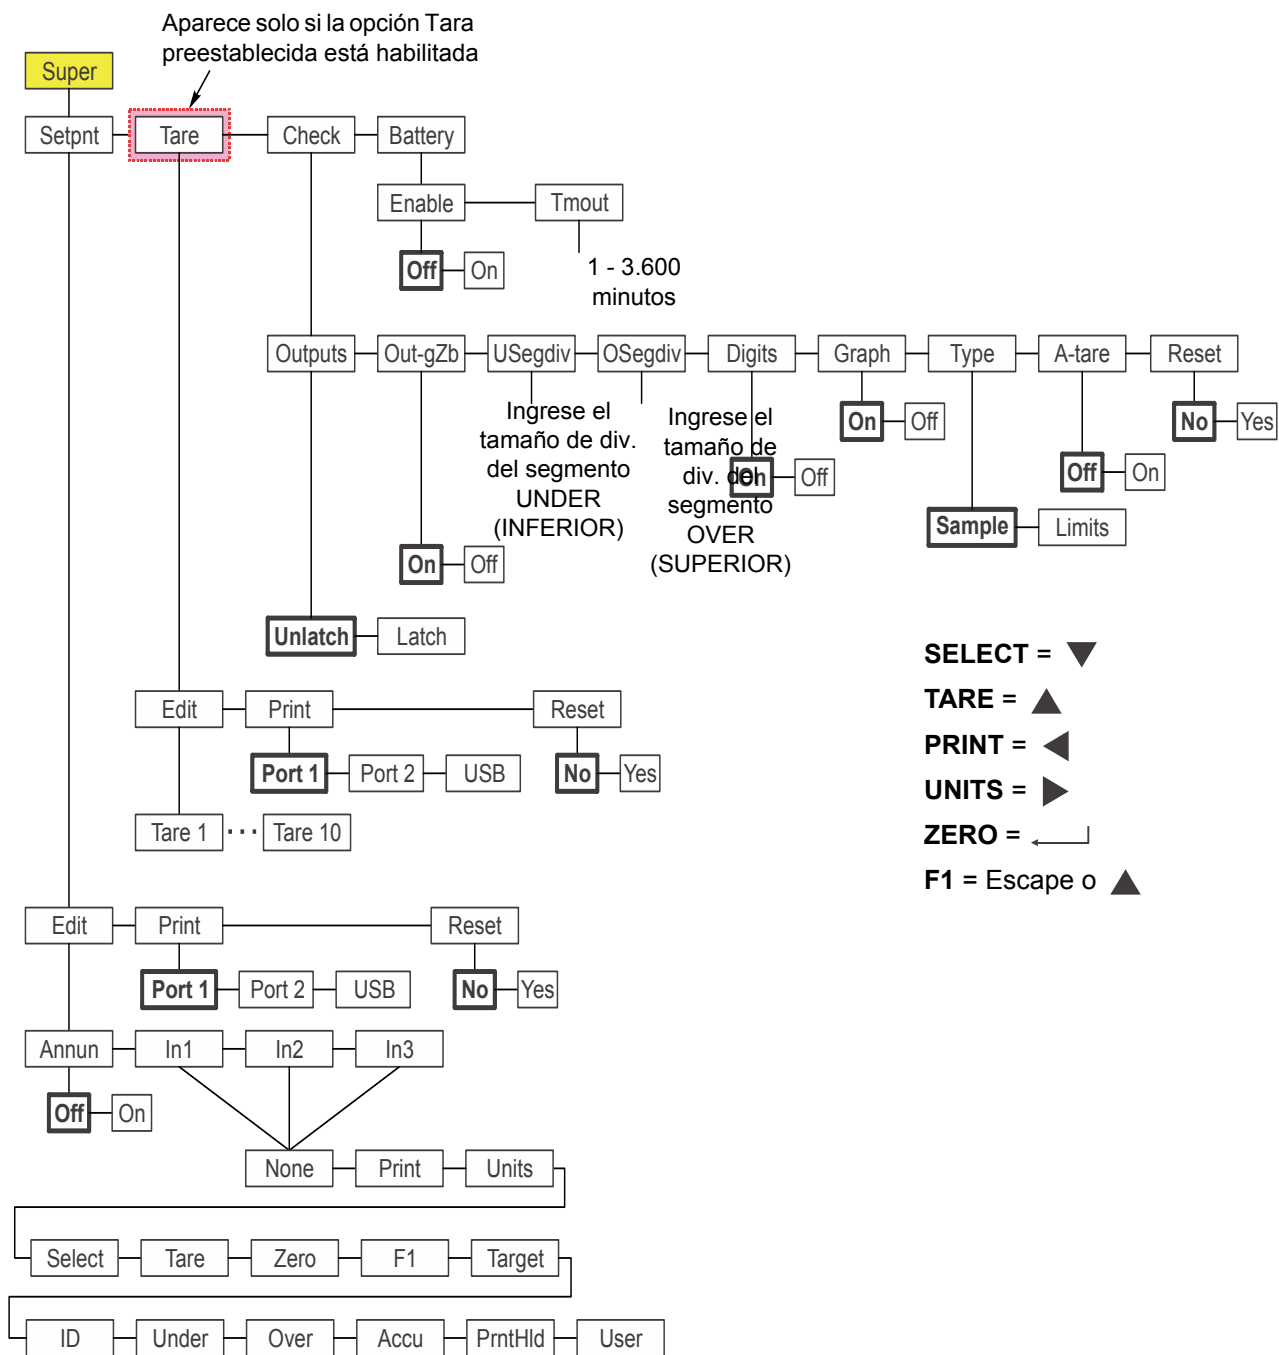 Aparece solo si la opción Tara
preestablecida está habilitada
Super
Setpnt Tare Check Battery
Enable Tmout
Off On
1 - 3.600
minutos
Outputs Out-gZb USegdiv OSegdiv Digits Graph Type A-tare Reset
Ingrese el
tamaño de div.
del segmento
UNDER
(INFERIOR)
Ingrese el
tamaño de
div. del
segmento
OVER
(SUPERIOR)
On Off
No Yes
On Off
Off On
Sample Limits
On Off
Unlatch Latch
SELECT =
TARE =
PRINT =
UNITS =
ZERO =
F1 = Escape o
Edit Print Reset
Port 1 Port 2 USB No Yes
Tare 1 ··· Tare 10
Edit Print Reset
Port 1 Port 2 USB No Yes
Annun In1 In2 In3
Off On
None Print Units
Select Tare Zero F1 Target
ID Under Over Accu PrntHld User